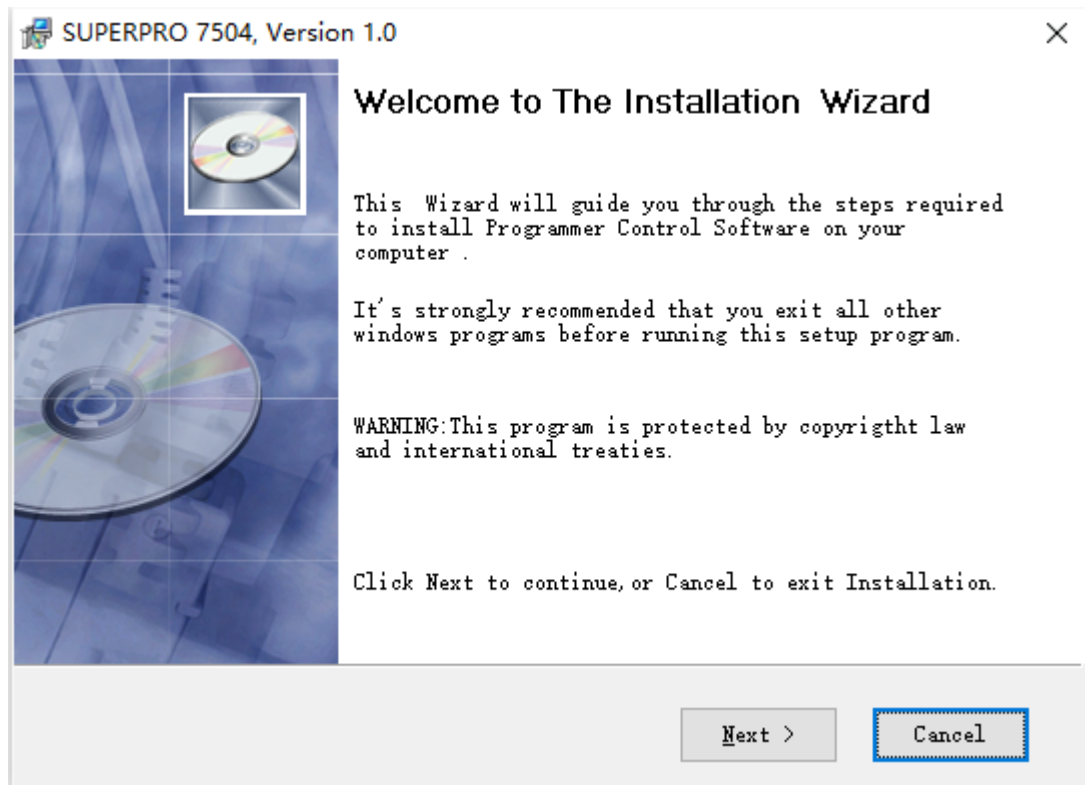 SUPERPRO 7504, Version 1.0
Welcome to The Installation  Wizard
This  Wizard will guide you through the steps required
to install Programmer Control Software on your
computer .
It's strongly recommended that you exit all other
windows programs before running this setup program.
WARNING:This program is protected by copyrigtht law
and international treaties.
Click Next to continue,or Cancel to exit Installation.
Next >
Cancel